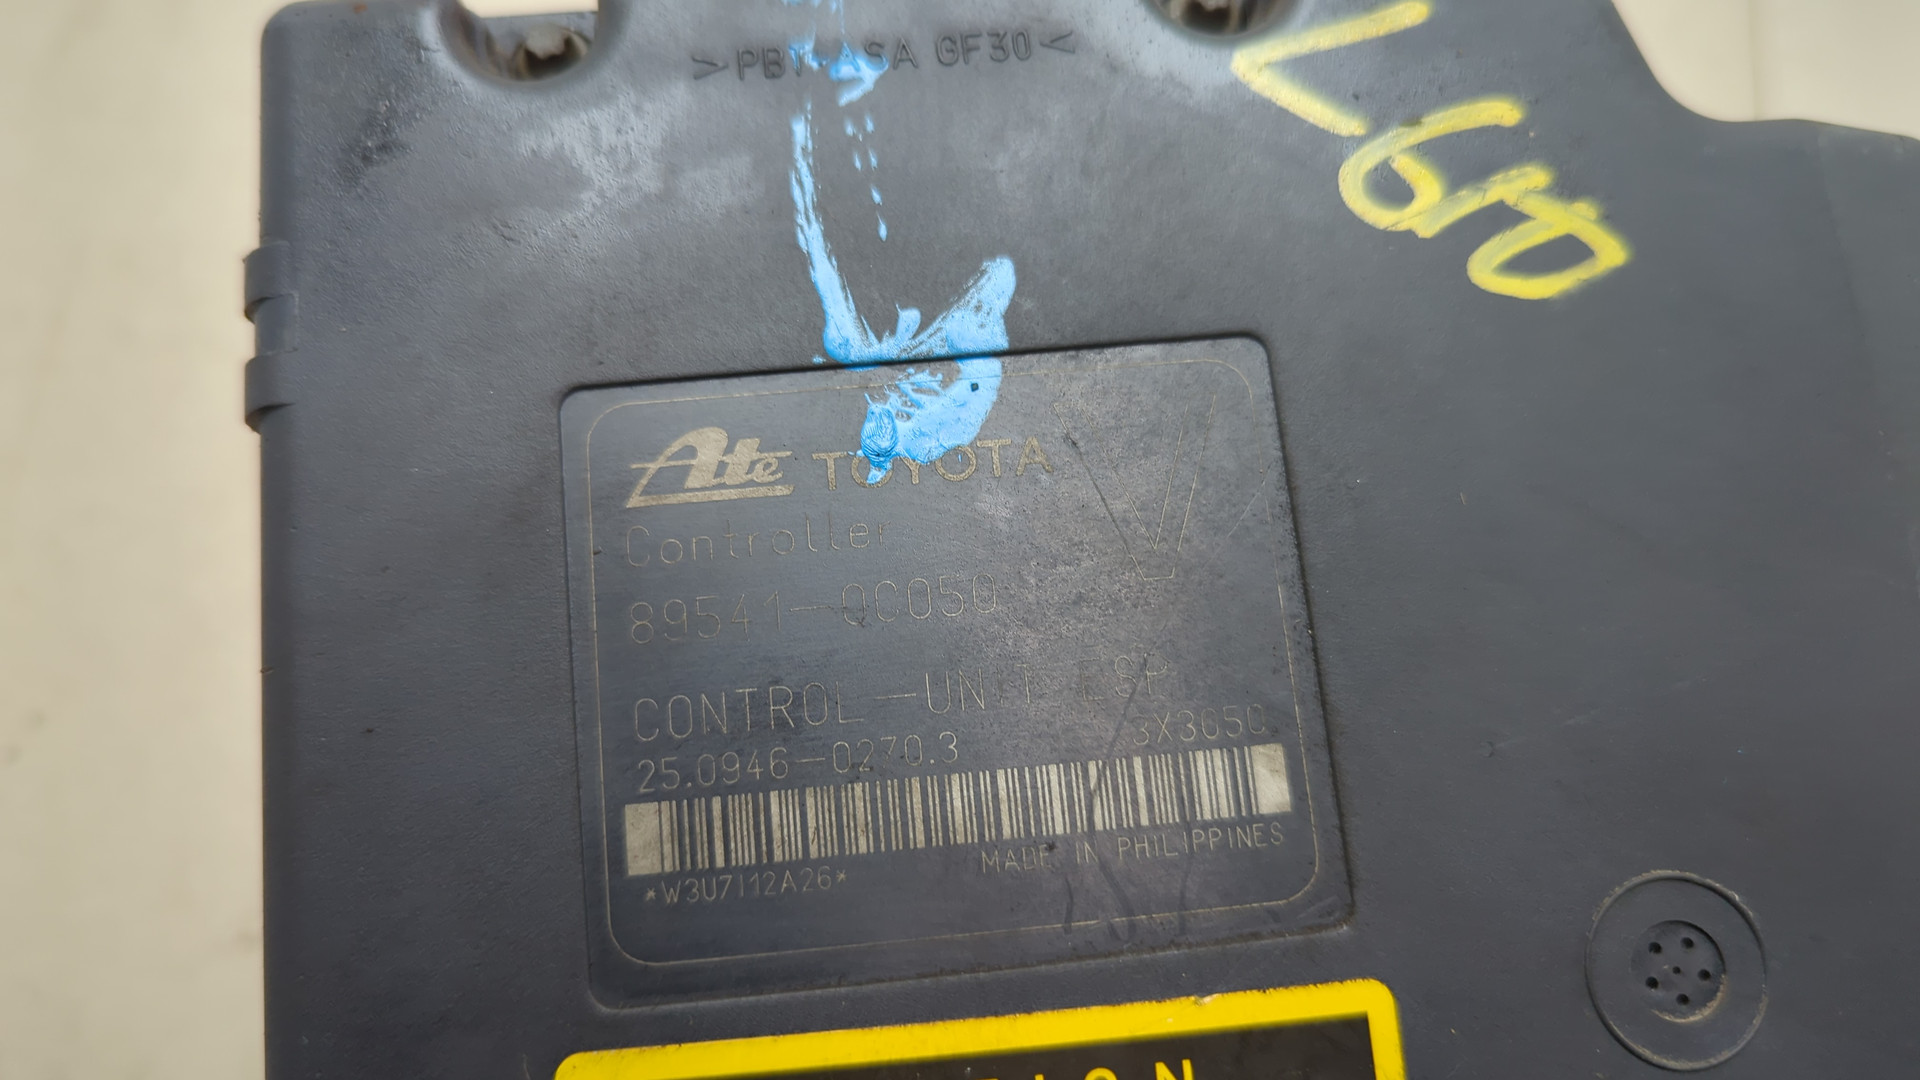 >PBT-ASA GF30<
L610
Ate TOYOTA
Controller
89541-0C050
CONTROL-UNIT ESP
25.0946-0270.3 3X3050
MADE IN PHILIPPINES
*W3U7112A26*